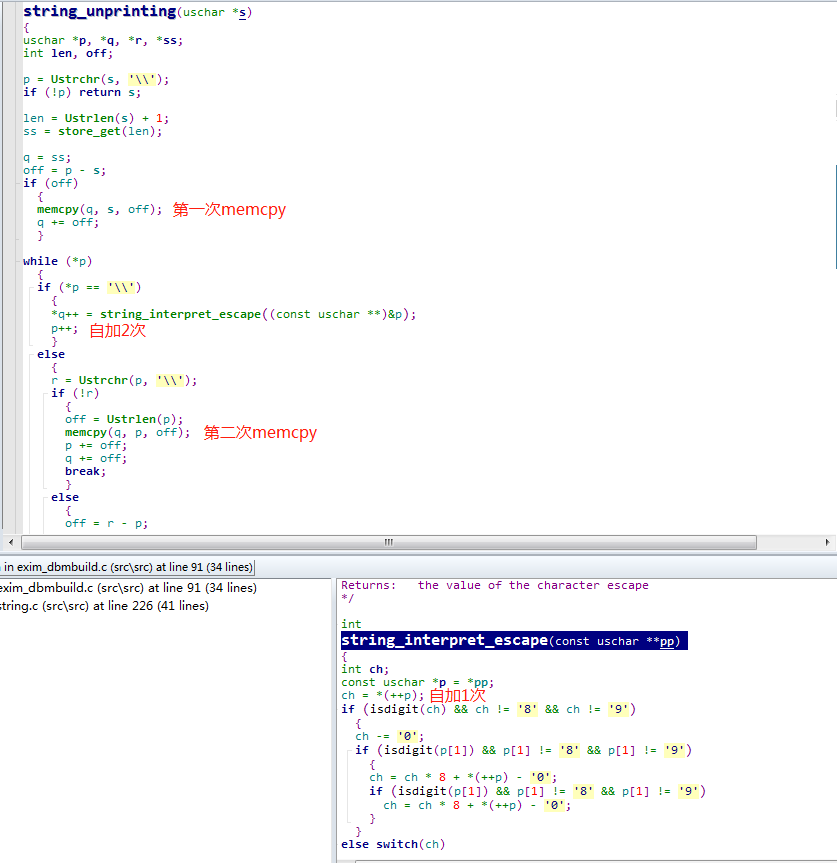 string_unprinting(uschar *s)
{
uschar *p, *q, *r, *ss;
int len, off;
p = Ustrchr(s, '\\');
if (!p) return s;
len = Ustrlen(s) + 1;
ss = store_get(len);
q = ss;
off = p - s;
if (off)
{
memcpy(q, s, off); 第一次memcpy
q += off;
}
while (*p)
{
if (*p == '\\')
{
*q++ = string_interpret_escape((const uschar **)&p);
p++; 自加2次
}
else
{
r = Ustrchr(p, '\\');
if (!r)
{
off = Ustrlen(p);
memcpy(q, p, off); 第二次memcpy
p += off;
q += off;
break;
}
else
{
off = r - p;
in exim_dbmbuild.c (src\src) at line 91 (34 lines)
exim_dbmbuild.c (src\src) at line 91 (34 lines)
string.c (src\src) at line 226 (41 lines)
Returns: the value of the character escape
*/
int
string_interpret_escape(const uschar **pp)
{
int ch;
const uschar *p = *pp;
ch = *(++p); 自加1次
if (isdigit(ch) && ch != '8' && ch != '9')
{
ch -= '0';
if (isdigit(p[1]) && p[1] != '8' && p[1] != '9')
{
ch = ch * 8 + *(++p) - '0';
if (isdigit(p[1]) && p[1] != '8' && p[1] != '9')
ch = ch * 8 + *(++p) - '0';
}
}
else switch(ch)